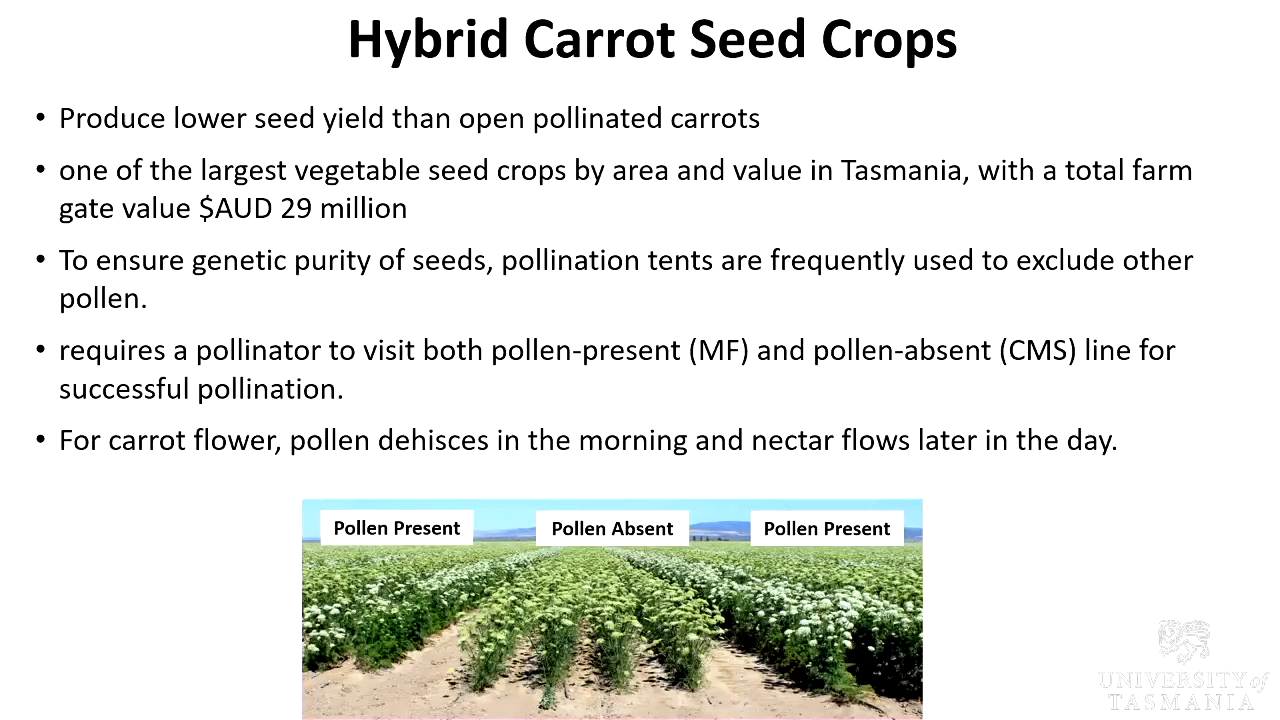 Hybrid Carrot Seed Crops
• Produce lower seed yield than open pollinated carrots
• one of the largest vegetable seed crops by area and value in Tasmania, with a total farm
gate value $AUD 29 million
• To ensure genetic purity of seeds, pollination tents are frequently used to exclude other
pollen.
• requires a pollinator to visit both pollen-present (MF) and pollen-absent (CMS) line for
successful pollination.
• For carrot flower, pollen dehisces in the morning and nectar flows later in the day.
Pollen Present
Pollen Absent
Pollen Present
UNIVERSITY of
TASMANIA